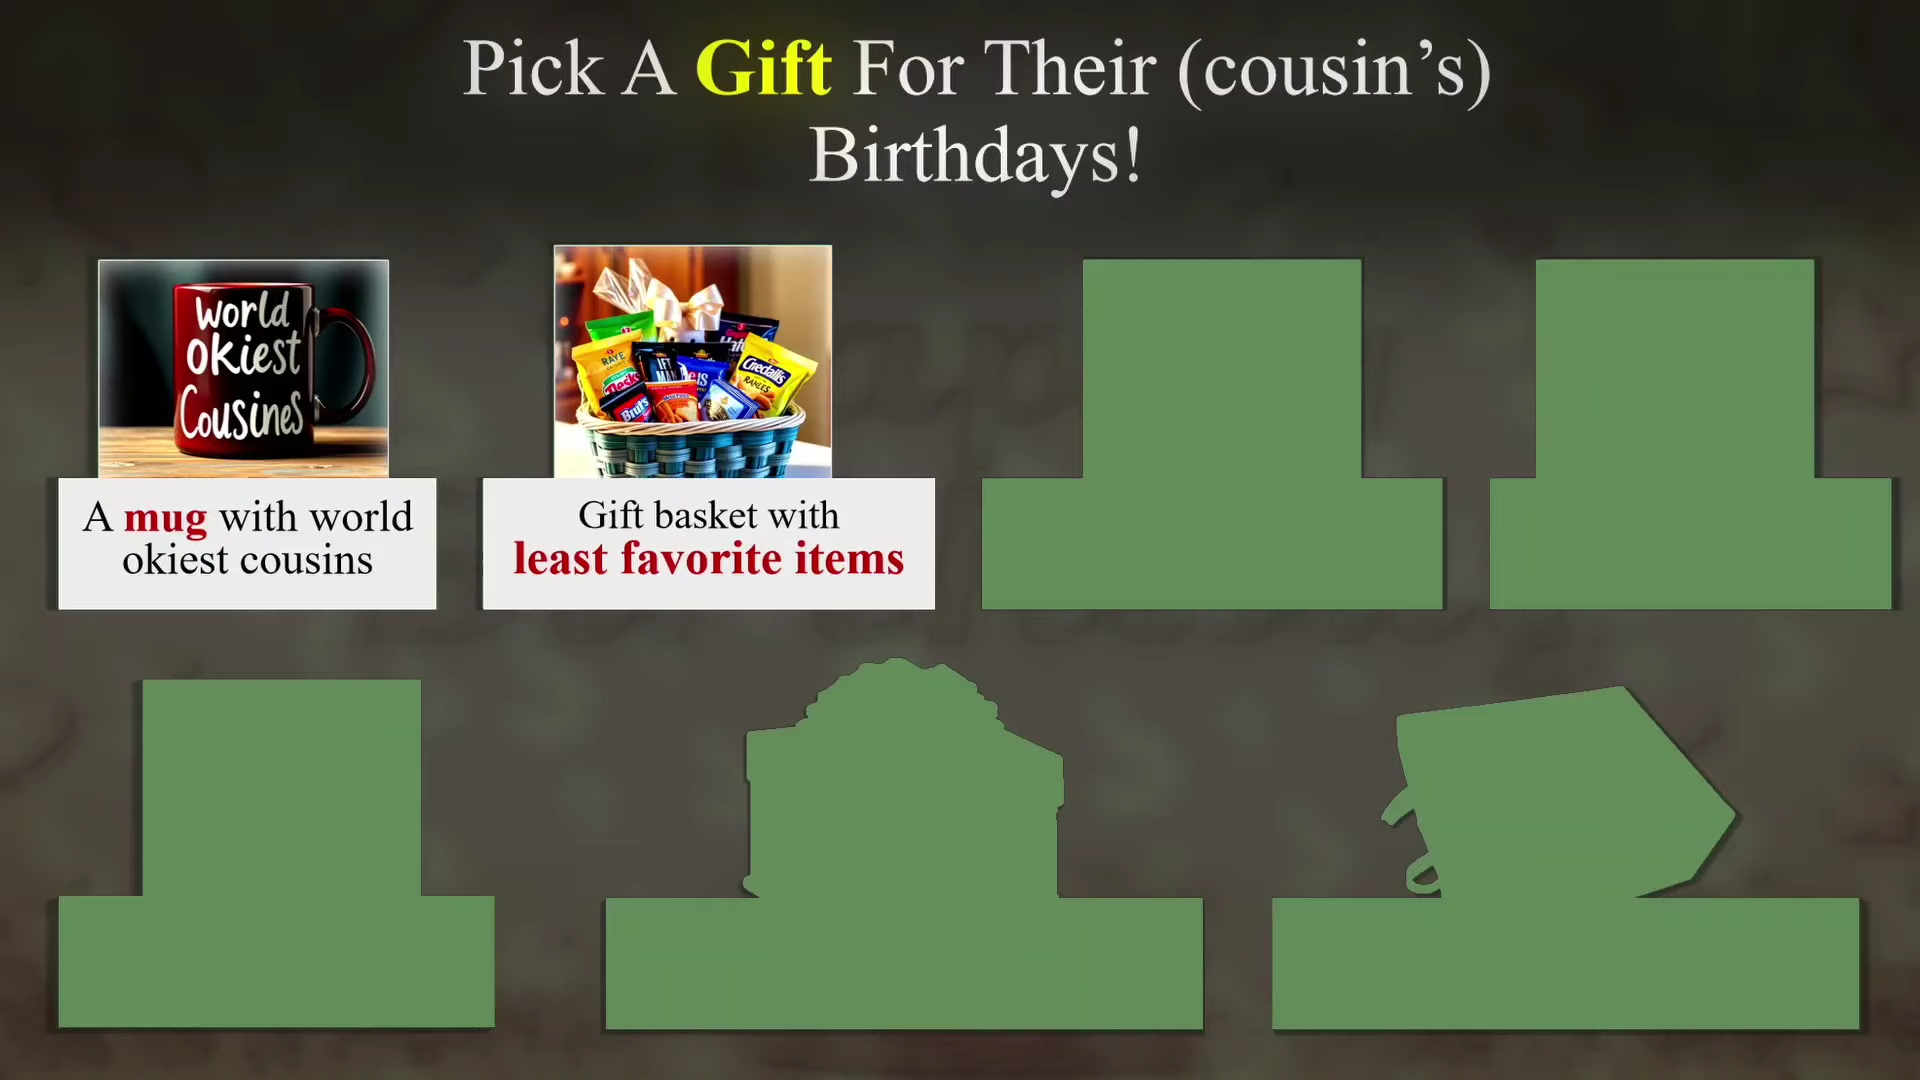 Pick A Gift For Their (cousin’s)
Birthdays!
World
Okiest
Cousines
A mug with world
okiest cousins
RAYE
Gift basket with
least favorite items